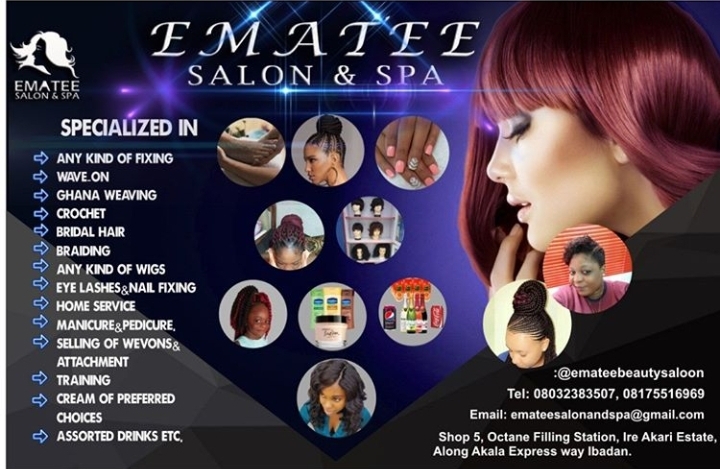 EMATEE
SALON & SPA
EMATEE
SALON & SPA
SPECIALIZED IN
ANY KIND OF FIXING
WAVE.ON
GHANA WEAVING
CROCHET
BRIDAL HAIR
BRAIDING
ANY KIND OF WIGS
EYE LASHES&NAIL FIXING
HOME SERVICE
MANICURE&PEDICURE,
SELLING OF WEVONS&
ATTACHMENT
TRAINING
CREAM OF PREFERRED
CHOICES
ASSORTED DRINKS ETC,
:@emateebeautysaloon
Tel: 08032383507, 08175516969
Email: emateesalonandspa@gmail.com
Shop 5, Octane Filling Station, Ire Akari Estate,
Along Akala Express way Ibadan.